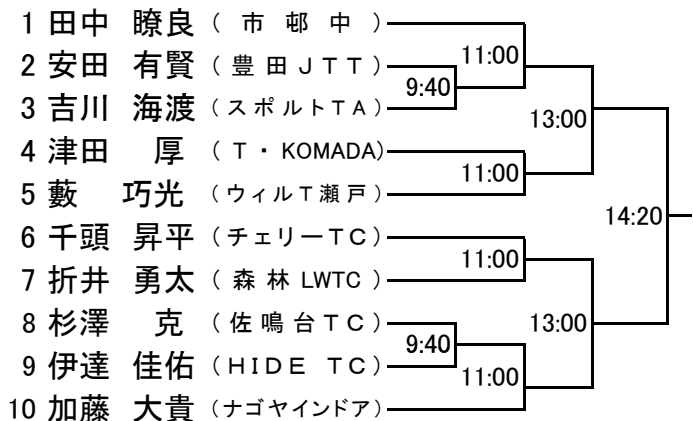 1 田中 瞭良 (市邨中)
11:00
2 安田 有賢 (豊田JTT)
9:40
3 吉川 海渡 (スポルトTA)
13:00
4 津田 厚 (T・KOMADA)
11:00
5 藪 巧光 (ウィルT瀬戸)
14:20
6 千頭 昇平 (チェリーTC)
11:00
7 折井 勇太 (森林LWTC)
8 杉澤 克 (佐鳴台TC)
13:00
9:40
9 伊達 佳佑 (HIDE TC)
11:00
10 加藤 大貴 (ナゴヤインドア)